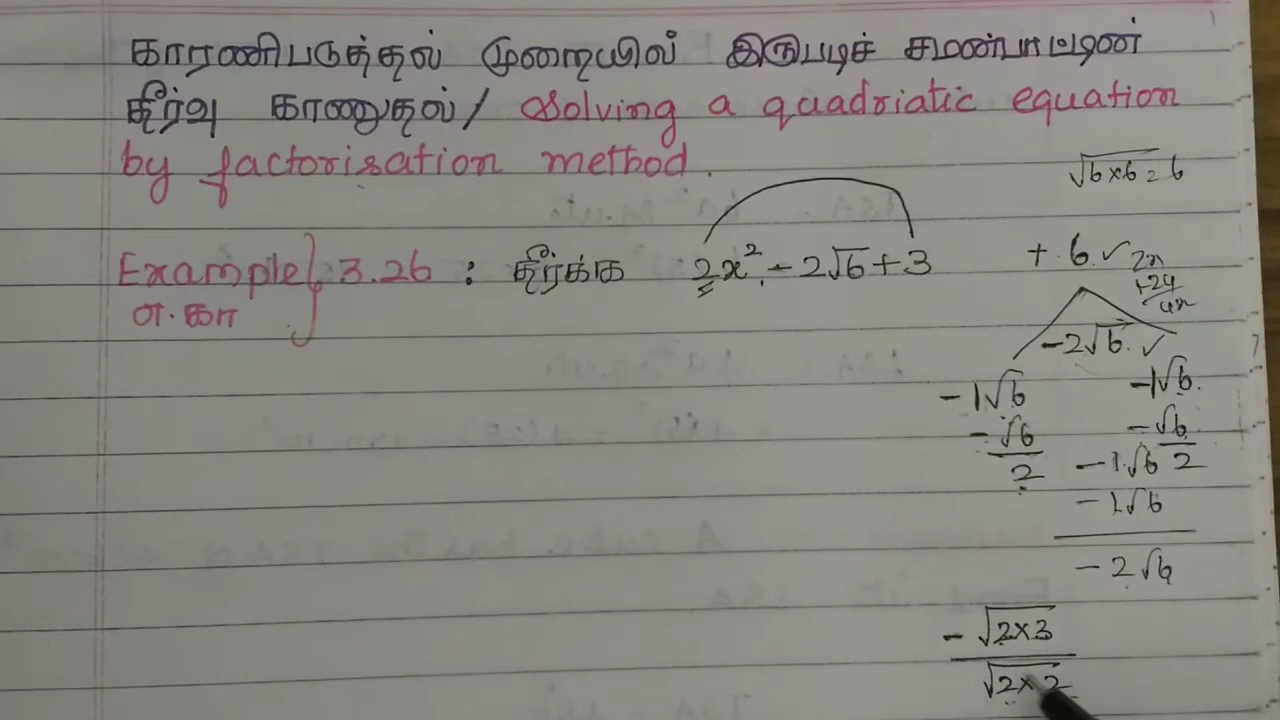 காரணிபடுத்தல் முறையில் இருபடிச் சமன்பாட்டின்
தீர்வு காணுதல் / Solving a quadriatic equation
by factorisation method.
√6×6 = 6
Example 3.26 : தீர்க்க 2x² - 2√6 + 3
எ.கா
+ 6 ✓
2x
+2x
4x
-2√6 ✓
-1√6 -1√6
-√6/2 -√6/2
-1√6
-1√6
-2√6
-√2×3
√2×2